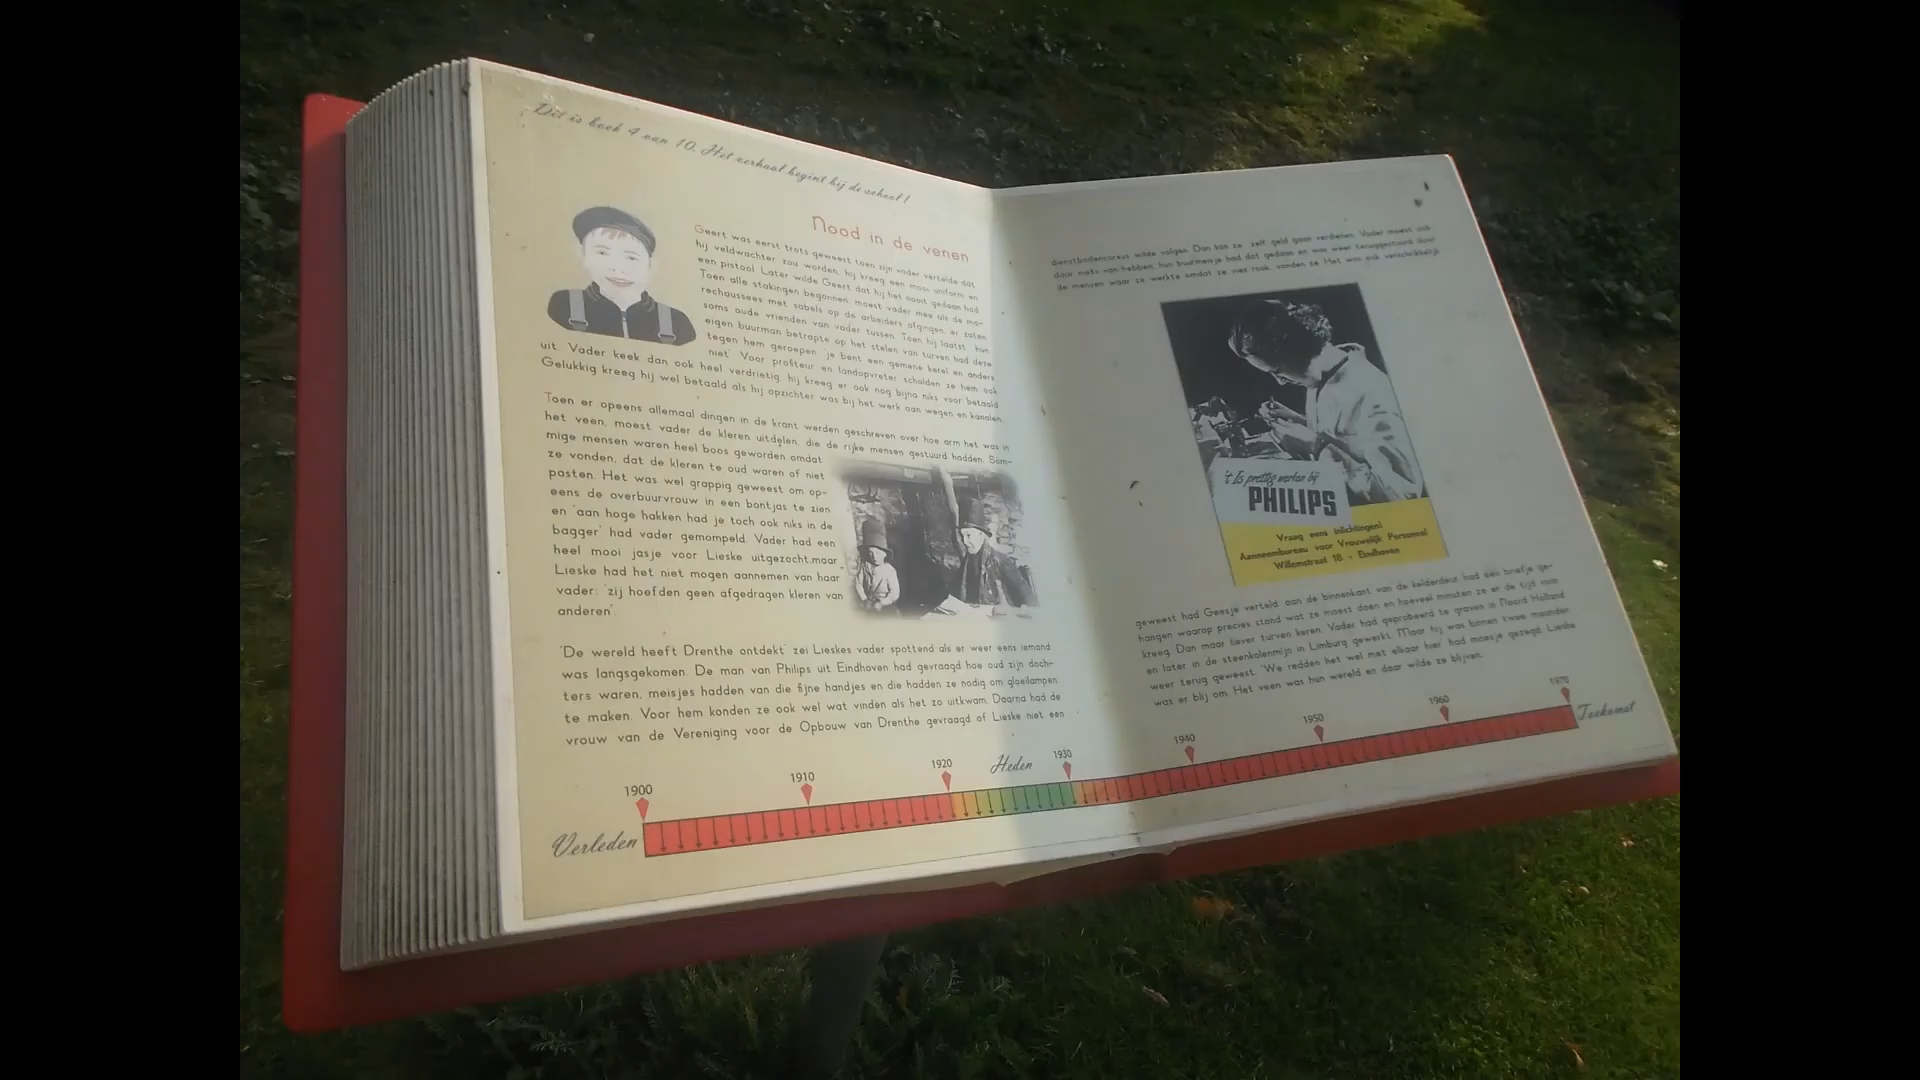 Dit is boek 4 van 10. Het verhaal begint bij de school!
Nood in de venen
Geert was eerst trots geweest toen zijn vader vertelde dat
hij veldwachter zou worden, hij kreeg een mooi uniform en
een pistool. Later wilde Geert dat hij het nooit gedaan had.
Toen alle stakingen begonnen, moest vader mee als de ma-
rechaussees met sabels op de arbeiders afgingen, er zaten
soms oude vrienden van vader tussen. Toen hij laatst hun
eigen buurman betrapte op het stelen van turven had deze
tegen hem geroepen: 'je bent een gemene kerel en anders
niet'. Voor profiteur en landopvreter scholden ze hem ook
uit. Vader keek dan ook heel verdrietig, hij kreeg er ook nog bijna niks voor betaald.
Gelukkig kreeg hij wel betaald als hij opzichter was bij het werk aan wegen en kanalen.
Toen er opeens allemaal dingen in de krant werden geschreven over hoe arm het was in
het veen, moest vader de kleren uitdelen, die de rijke mensen gestuurd hadden. Som-
mige mensen waren heel boos geworden omdat
ze vonden, dat de kleren te oud waren of niet
pasten. Het was wel grappig geweest om op-
eens de overbuurvrouw in een bontjas te zien
en 'aan hoge hakken had je toch ook niks in de
bagger' had vader gemompeld. Vader had een
heel mooi jasje voor Lieske uitgezocht,maar
Lieske had het niet mogen aannemen van haar
vader: 'zij hoefden geen afgedragen kleren van
anderen'.
'De wereld heeft Drenthe ontdekt' zei Lieskes vader spottend als er weer eens iemand
was langsgekomen. De man van Philips uit Eindhoven had gevraagd hoe oud zijn doch-
ters waren, meisjes hadden van die fijne handjes en die hadden ze nodig om gloeilampen
te maken. Voor hem konden ze ook wel wat vinden als het zo uitkwam. Daarna had de
vrouw van de Vereniging voor de Opbouw van Drenthe gevraagd of Lieske niet een
dienstbodencursus wilde volgen. Dan kon ze zelf geld gaan verdienen. Vader moest ook
daar niets van hebben, hun buurmeisje had dat gedaan en was weer teruggestuurd door
de mensen waar ze werkte omdat ze vies rook, vonden ze. Het was ook verschrikkelijk
't Is prettig werken bij
PHILIPS
Vraag eens inlichtingen!
Aanneembureau voor Vrouwelijk Personeel
Willemstraat 18 - Eindhoven
geweest had Geesje verteld, aan de binnenkant van de kelderdeur had een briefje ge-
hangen waarop precies stond wat ze moest doen en hoeveel minuten ze er de tijd voor
kreeg. Dan maar liever turven keren. Vader had geprobeerd te graven in Noord Holland
en later in de steenkolenmijn in Limburg gewerkt. Maar hij was binnen twee maanden
weer terug geweest. 'We redden het wel met elkaar hier' had moesje gezegd. Lieske
was er blij om. Het veen was hun wereld en daar wilde ze blijven.
Verleden 1900 1910 1920 Heden 1930 1940 1950 1960 1970 Toekomst